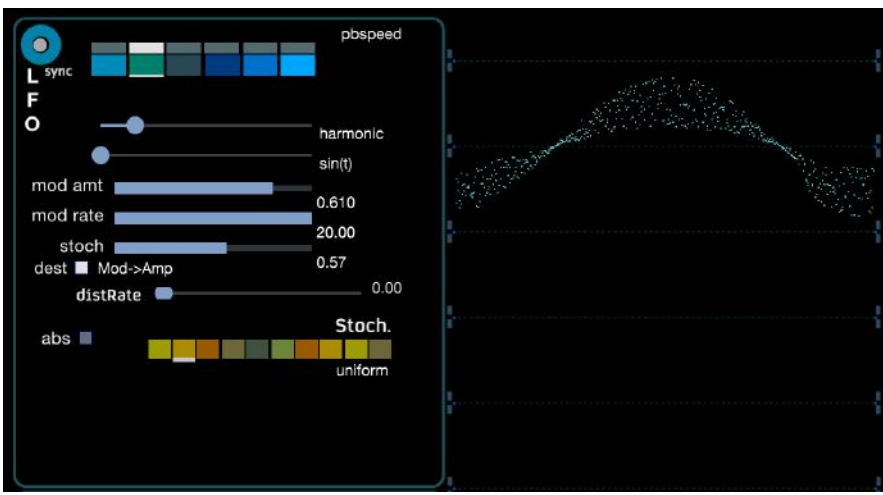 pbspeed
sync
LFO
harmonic
sin(t)
mod amt
0.610
mod rate
20.00
stoch
0.57
dest Mod->Amp
distRate 0.00
Stoch.
abs
uniform